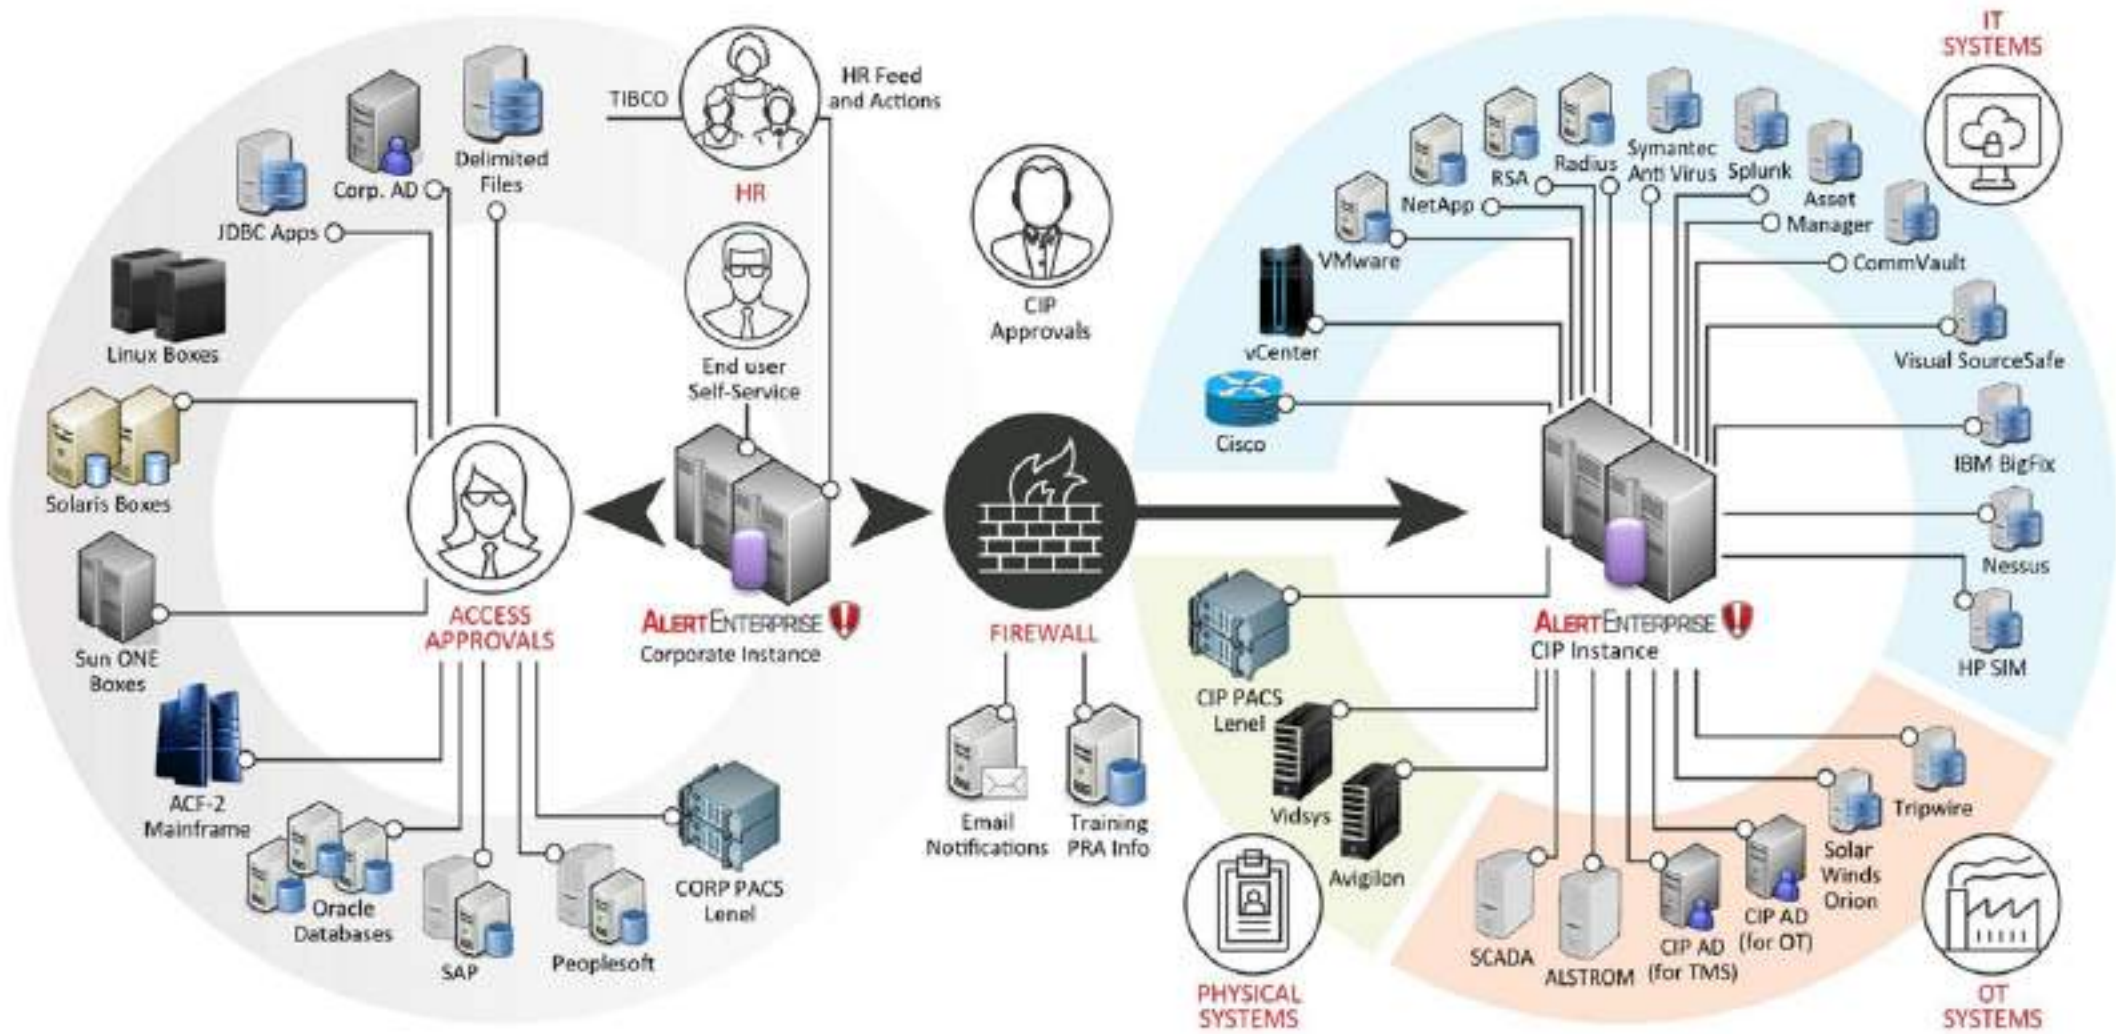 TIBCO
HR Feed
and Actions
HR
Delimited
Files
Corp. AD
JDBC Apps
Linux Boxes
Solaris Boxes
Sun ONE
Boxes
ACF-2
Mainframe
Oracle
Databases
SAP
Peoplesoft
CORP PACS
Lenel
ACCESS
APPROVALS
End user
Self-Service
ALERTENTERPRISE
Corporate Instance
CIP
Approvals
FIREWALL
Email
Notifications
Training
PRA Info
IT
SYSTEMS
Cisco
vCenter
VMware
NetApp
RSA
Radius
Symantec
Anti Virus
Splunk
Asset
Manager
CommVault
Visual SourceSafe
IBM BigFix
Nessus
HP SIM
ALERTENTERPRISE
CIP Instance
CIP PACS
Lenel
Vidsys
Avigilon
PHYSICAL
SYSTEMS
SCADA
ALSTROM
CIP AD
(for TMS)
CIP AD
(for OT)
Solar
Winds
Orion
Tripwire
OT
SYSTEMS